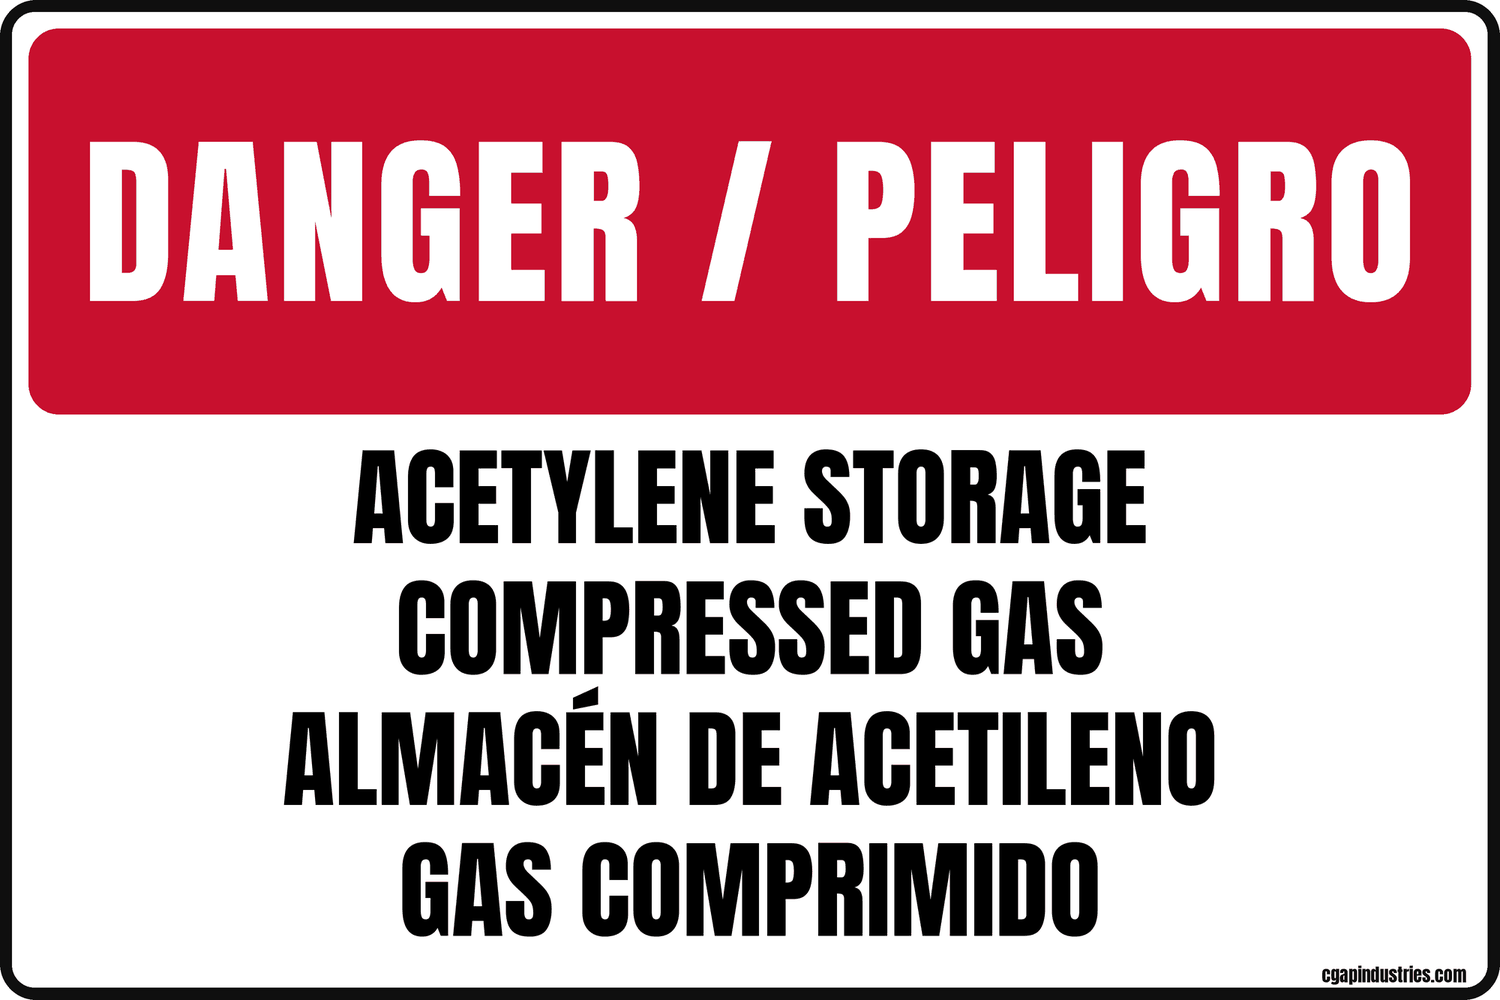 DANGER / PELIGRO
ACETYLENE STORAGE
COMPRESSED GAS
ALMACÉN DE ACETILENO
GAS COMPRIMIDO
cgapindustries.com